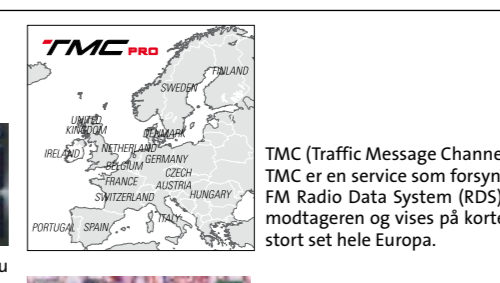 TMC PRO
FINLAND
SWEDEN
UNITED
KINGDOM
DENMARK
IRELAND
NETHERLAND
GERMANY
BELGIUM
CZECH
FRANCE
AUSTRIA
SWITZERLAND
HUNGARY
ITALY
PORTUGAL
SPAIN
TMC (Traffic Message Channe
TMC er en service som forsyn
FM Radio Data System (RDS)
modtageren og vises på korte
stort set hele Europa.
u